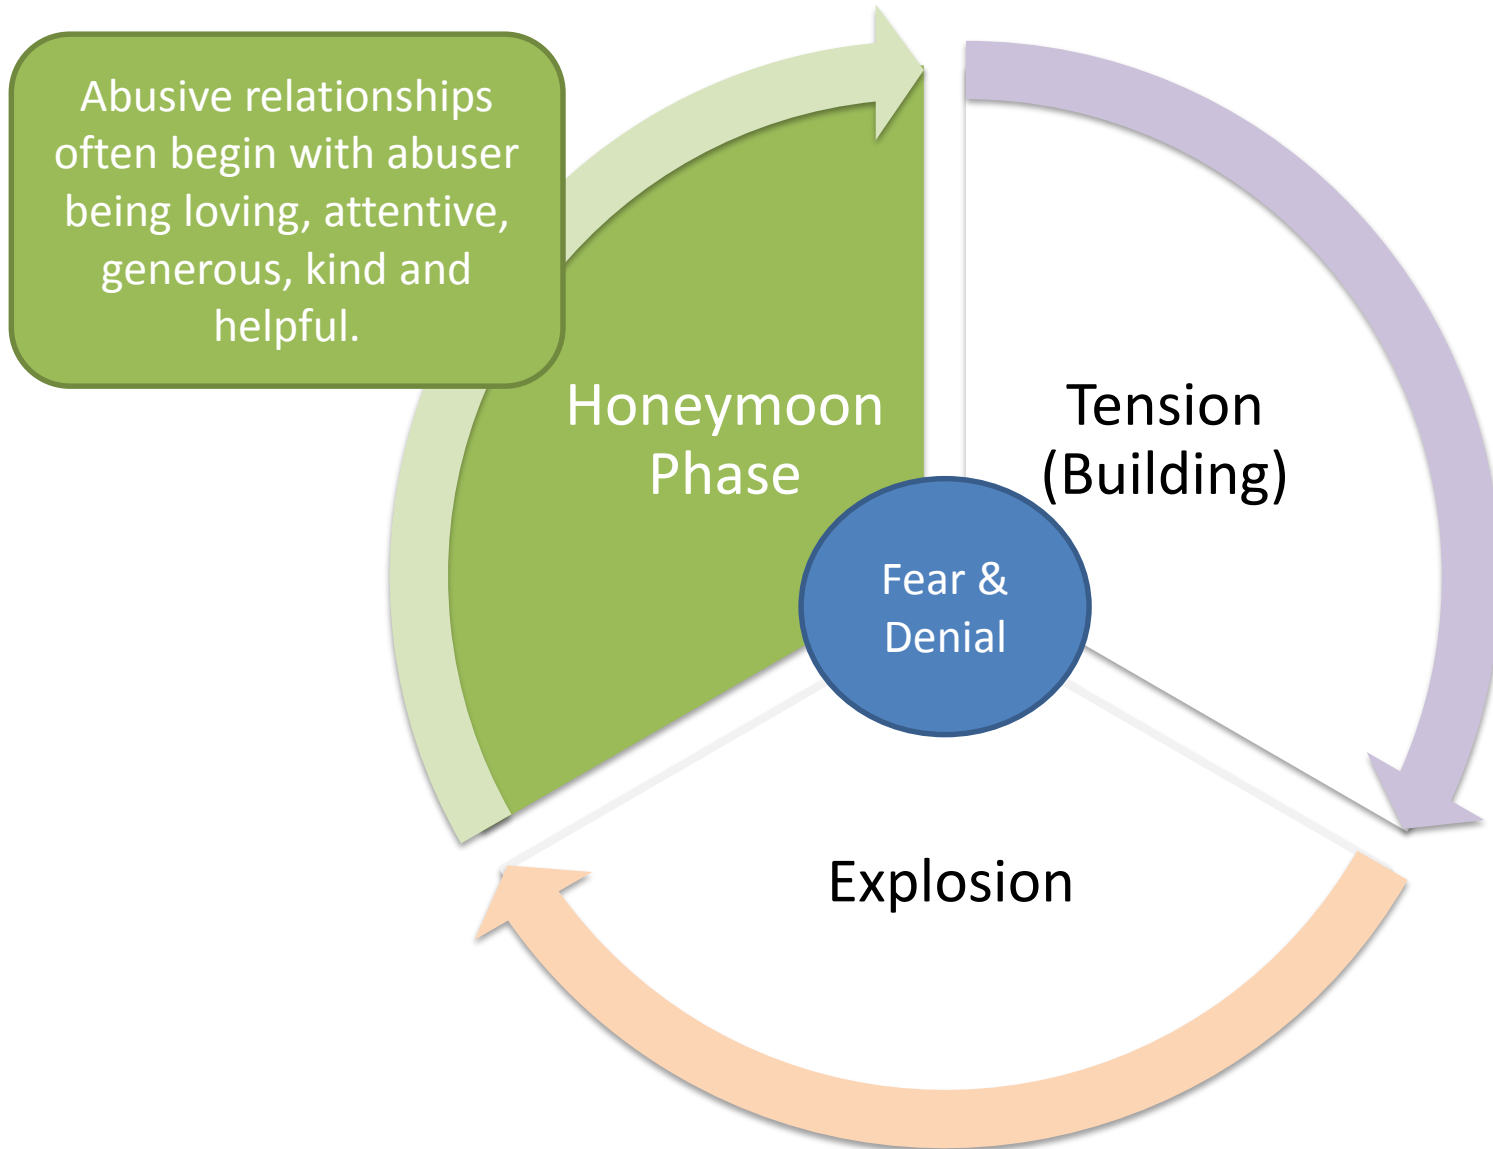 Abusive relationships
often begin with abuser
being loving, attentive,
generous, kind and
helpful.
Honeymoon
Phase
Tension
(Building)
Fear &
Denial
Explosion